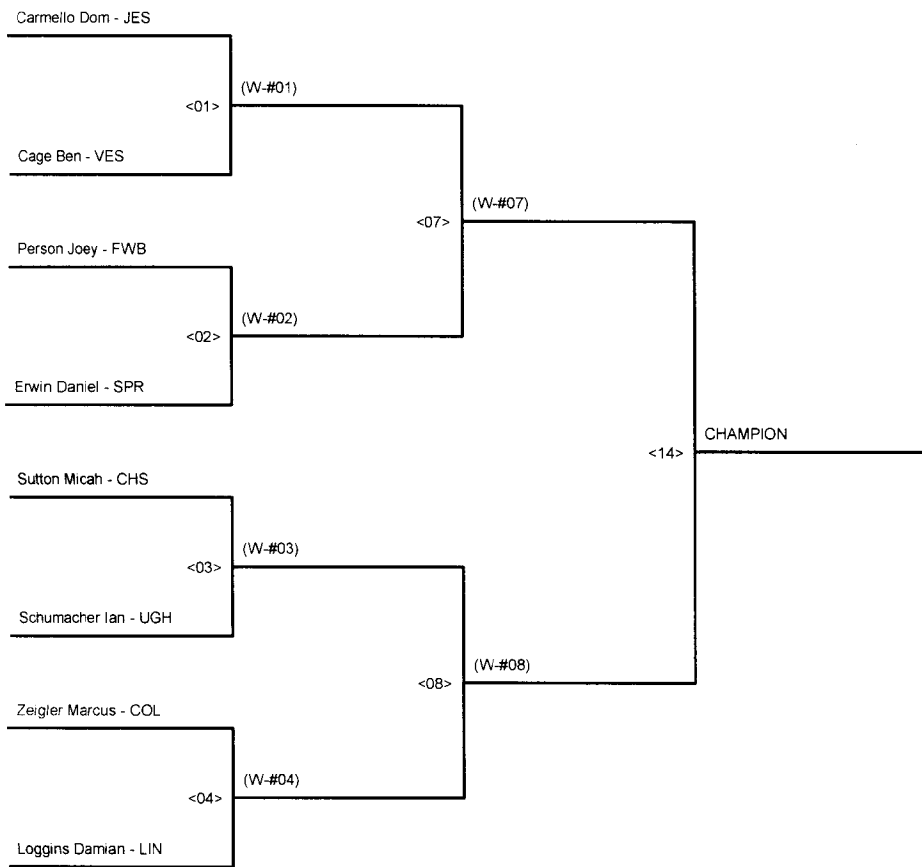 Carmello Dom - JES
(W-#01)
<01>
Cage Ben - VES
(W-#07)
<07>
Person Joey - FWB
(W-#02)
<02>
Erwin Daniel - SPR
CHAMPION
<14>
Sutton Micah - CHS
(W-#03)
<03>
Schumacher Ian - UGH
(W-#08)
<08>
Zeigler Marcus - COL
(W-#04)
<04>
Loggins Damian - LIN